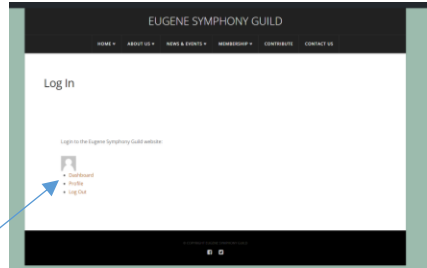 EUGENE SYMPHONY GUILD
HOME ▾ ABOUT US ▾ NEWS & EVENTS ▾ MEMBERSHIP ▾ CONTRIBUTE CONTACT US
Log In
Login to the Eugene Symphony Guild website
• Dashboard
• Profile
• Log Out